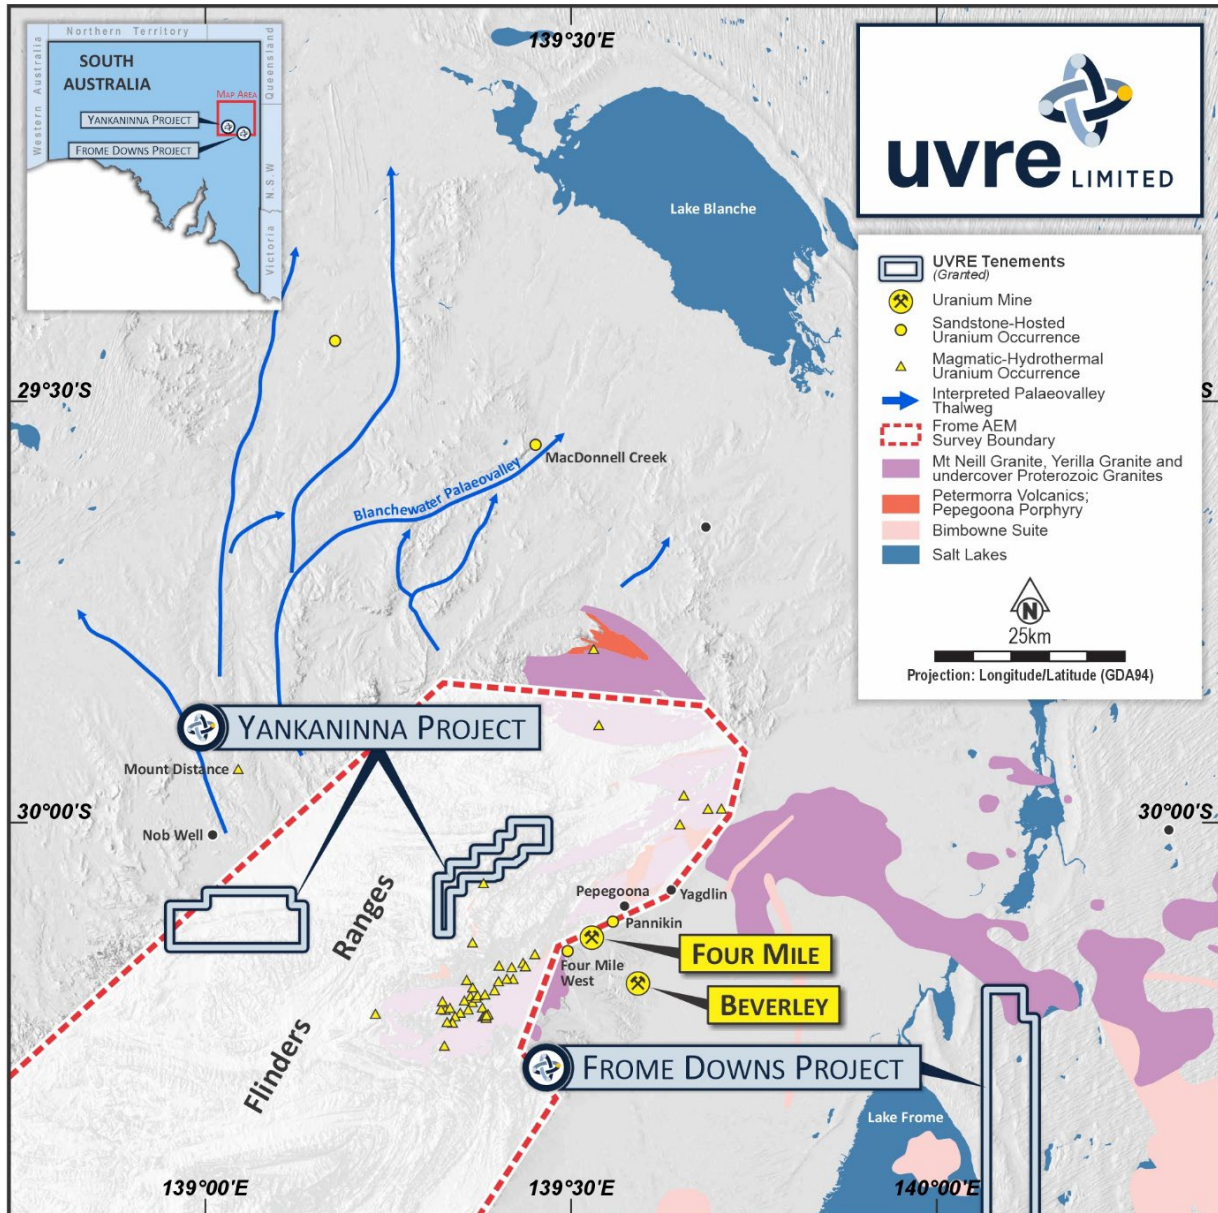 Northern Territory
SOUTH
AUSTRALIA
Western Australia
Queensland
MAP AREA
YANKANINNA PROJECT
FROME DOWNS PROJECT
N.S.W
Victoria
139°30'E
Lake Blanche
uvre LIMITED
UVRE Tenements
(Granted)
Uranium Mine
Sandstone-Hosted
Uranium Occurrence
Magmatic-Hydrothermal
Uranium Occurrence
Interpreted Palaeovalley
Thalweg
Frome AEM
Survey Boundary
Mt Neill Granite, Yerilla Granite and
undercover Proterozoic Granites
Petermorra Volcanics;
Pepegoona Porphyry
Bimbowne Suite
Salt Lakes
N
25km
Projection: Longitude/Latitude (GDA94)
29°30'S
S
MacDonnell Creek
Blanchewater Palaeovalley
YANKANINNA PROJECT
Mount Distance
30°00'S
30°00'S
Nob Well
Flinders Ranges
Pepegoona
Yagdlin
Pannikin
FOUR MILE
Four Mile
West
BEVERLEY
FROME DOWNS PROJECT
Lake Frome
139°00'E
139°30'E
140°00'E